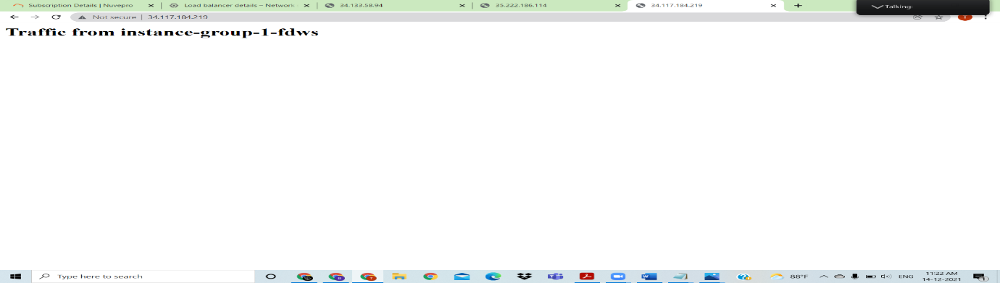 Subscription Details | Nuvepro
Load balancer details – Network
34.133.58.94
35.222.186.114
34.117.184.219
Talking:
Not secure | 34.117.184.219
Traffic from instance-group-1-fdws
Type here to search
88°F
ENG
11:22 AM
14-12-2021